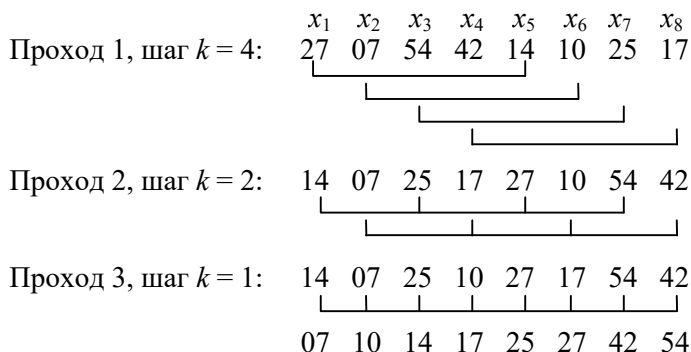 x1 x2 x3 x4 x5 x6 x7 x8
Проход 1, шаг k = 4: 27 07 54 42 14 10 25 17
Проход 2, шаг k = 2: 14 07 25 17 27 10 54 42
Проход 3, шаг k = 1: 14 07 25 10 27 17 54 42
07 10 14 17 25 27 42 54